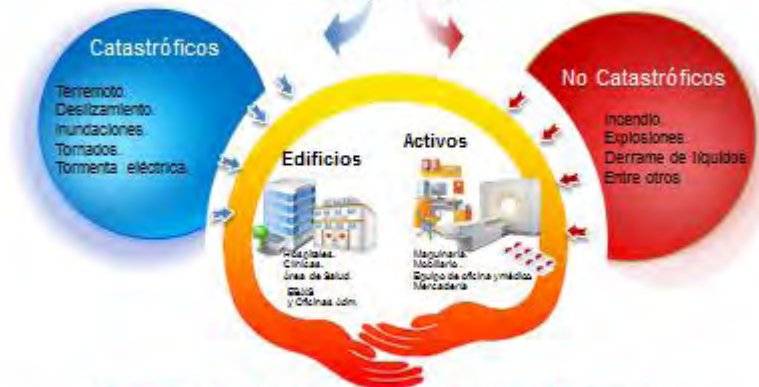 Catastróficos
Terremoto.
Deslizamiento.
Inundaciones.
Tornados.
Tormenta eléctrica.
No Catastróficos
Incendio.
Explosiones.
Derrame de líquidos.
Entre otros
Edificios
Hospitales.
Clínicas.
Área de Salud.
EBAIS
y Oficinas Adm.
Activos
Maquinaria.
Mobiliario.
Equipo de oficina y médico
Mercadería